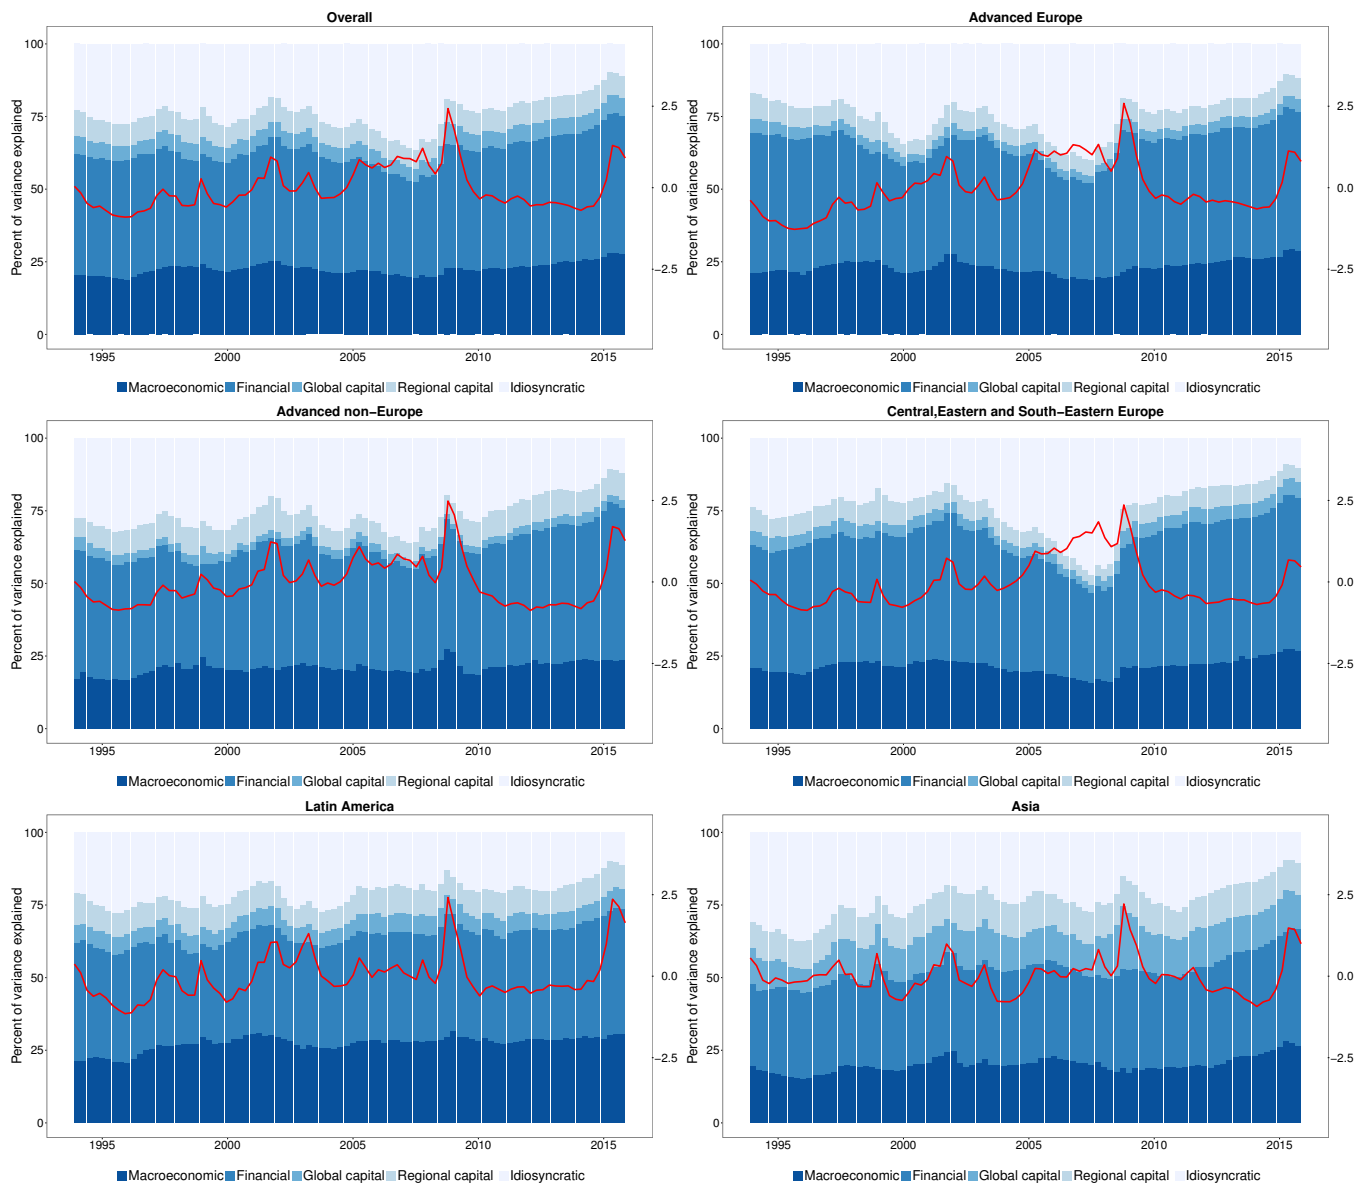 Overall
Percent of variance explained
100
75
50
25
0
2.5
0.0
−2.5
1995 2000 2005 2010 2015
Macroeconomic Financial Global capital Regional capital Idiosyncratic
Advanced Europe
Percent of variance explained
100
75
50
25
0
2.5
0.0
−2.5
1995 2000 2005 2010 2015
Macroeconomic Financial Global capital Regional capital Idiosyncratic
Advanced non−Europe
Percent of variance explained
100
75
50
25
0
2.5
0.0
−2.5
1995 2000 2005 2010 2015
Macroeconomic Financial Global capital Regional capital Idiosyncratic
Central,Eastern and South−Eastern Europe
Percent of variance explained
100
75
50
25
0
2.5
0.0
−2.5
1995 2000 2005 2010 2015
Macroeconomic Financial Global capital Regional capital Idiosyncratic
Latin America
Percent of variance explained
100
75
50
25
0
2.5
0.0
−2.5
1995 2000 2005 2010 2015
Macroeconomic Financial Global capital Regional capital Idiosyncratic
Asia
Percent of variance explained
100
75
50
25
0
2.5
0.0
−2.5
1995 2000 2005 2010 2015
Macroeconomic Financial Global capital Regional capital Idiosyncratic